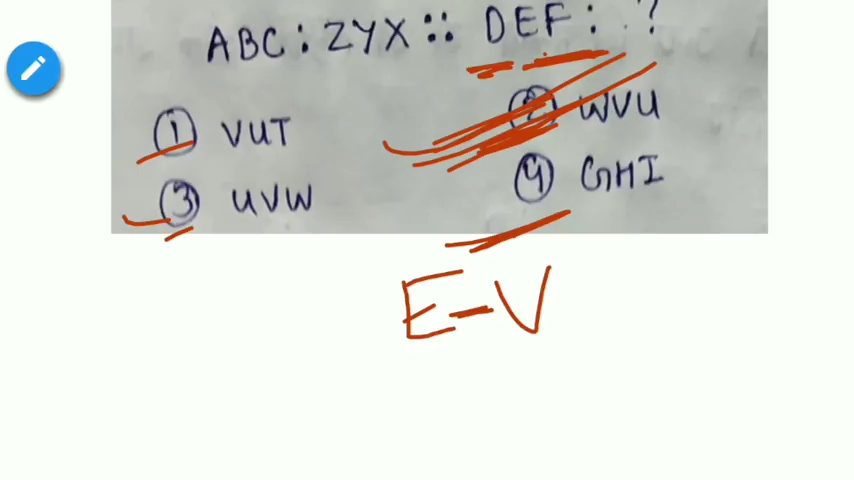 ABC : ZYX :: DEF : ?
① VUT ② WVU
③ UVW ④ GHI
E-V